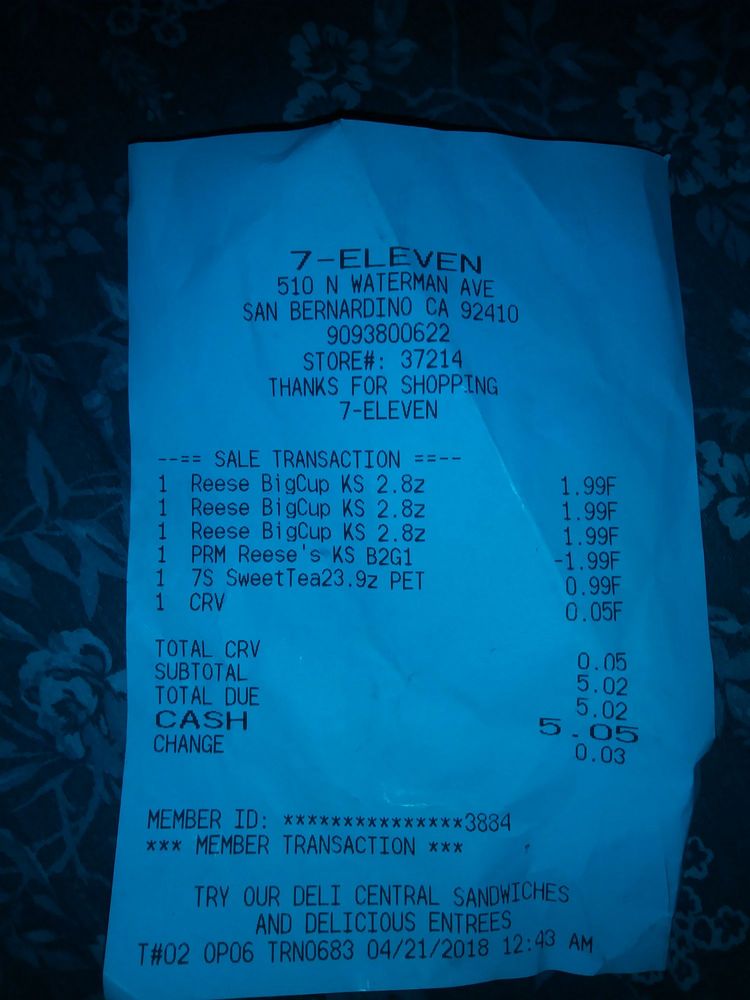 7-ELEVEN
510 N WATERMAN AVE
SAN BERNARDINO CA 92410
9093800622
STORE#: 37214
THANKS FOR SHOPPING
7-ELEVEN
--== SALE TRANSACTION ==--
1 Reese BigCup KS 2.8z 1.99F
1 Reese BigCup KS 2.8z 1.99F
1 Reese BigCup KS 2.8z 1.99F
1 PRM Reese's KS B2G1 -1.99F
1 7S SweetTea23.9z PET 0.99F
1 CRV 0.05F
TOTAL CRV 0.05
SUBTOTAL 5.02
TOTAL DUE 5.02
CASH 5.05
CHANGE 0.03
MEMBER ID: ***************3884
*** MEMBER TRANSACTION ***
TRY OUR DELI CENTRAL SANDWICHES
AND DELICIOUS ENTREES
T#02 OP06 TRN0683 04/21/2018 12:43 AM